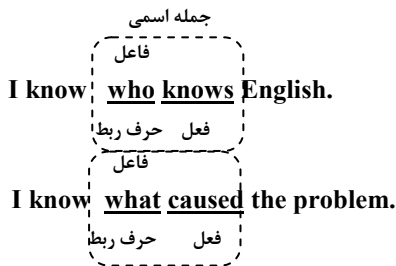 جمله اسمی
فاعل
I know who knows English.
فعل حرف ربط
فاعل
I know what caused the problem.
فعل حرف ربط